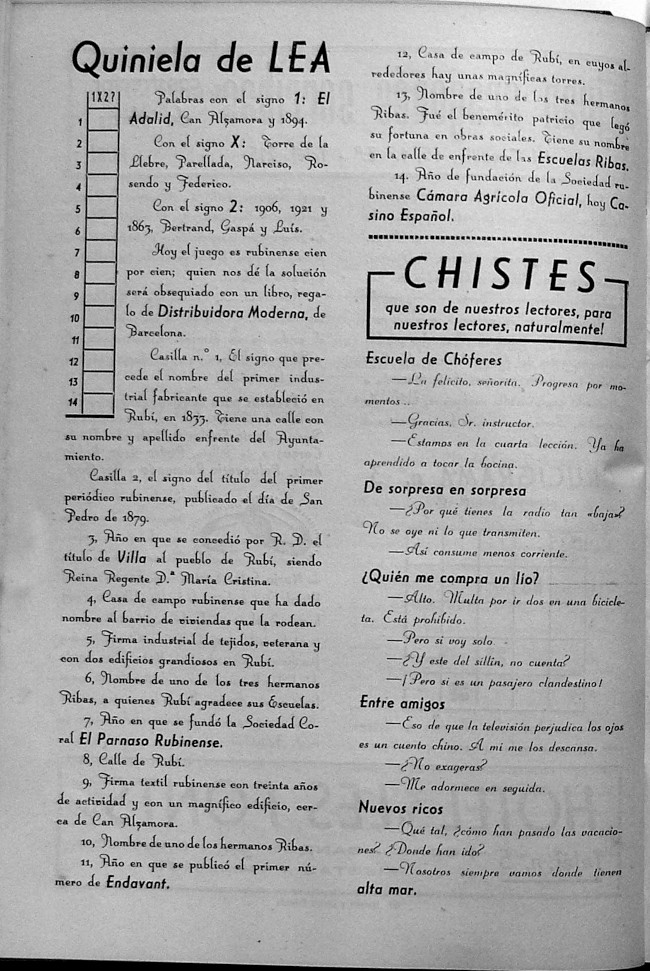 Quiniela de LEA
1X2?
1
2
3
4
5
6
7
8
9
10
11
12
13
14
Palabras con el signo 1: El
Adalid, Can Alzamora y 1894.
Con el signo X: Torre de la
Llebre, Parellada, Narciso, Ro-
sendo y Federico.
Con el signo 2: 1906, 1921 y
1863, Bertrand, Gaspá y Luís.
Hoy el juego es rubinense cien
por cien; quien nos dé la solución
será obsequiado con un libro, rega-
lo de Distribuidora Moderna, de
Barcelona.
Casilla n.º 1, El signo que pre-
cede el nombre del primer indus-
trial fabricante que se estableció en
Rubí, en 1833. Tiene una calle con
su nombre y apellido enfrente del Ayunta-
miento.
Casilla 2, el signo del título del primer
periódico rubinense, publicado el día de San
Pedro de 1879.
3, Año en que se concedió por R. D. el
título de Villa al pueblo de Rubí, siendo
Reina Regente D.ª María Cristina.
4, Casa de campo rubinense que ha dado
nombre al barrio de viviendas que la rodean.
5, Firma industrial de tejidos, veterana y
con dos edificios grandiosos en Rubí.
6, Nombre de uno de los tres hermanos
Ribas, a quienes Rubí agradece sus Escuelas.
7, Año en que se fundó la Sociedad Co-
ral El Parnaso Rubinense.
8, Calle de Rubí.
9, Firma textil rubinense con treinta años
de actividad y con un magnífico edificio, cer-
ca de Can Alzamora.
10, Nombre de uno de los hermanos Ribas.
11, Año en que se publicó el primer nú-
mero de Endavant.
12, Casa de campo de Rubí, en cuyos al-
rededores hay unas magníficas torres.
13, Nombre de uno de los tres hermanos
Ribas. Fué el benemérito patricio que legó
su fortuna en obras sociales. Tiene su nombre
en la calle de enfrente de las Escuelas Ribas.
14. Año de fundación de la Sociedad ru-
binense Cámara Agrícola Oficial, hoy Ca-
sino Español.
CHISTES
que son de nuestros lectores, para
nuestros lectores, naturalmente!
Escuela de Chóferes
—La felicito, señorita. Progresa por mo-
mentos...
—Gracias, Sr. instructor.
—Estamos en la cuarta lección. Ya ha
aprendido a tocar la bocina.
De sorpresa en sorpresa
—¿Por qué tienes la radio tan «baja»?
No se oye ni lo que transmiten.
—Así consume menos corriente.
¿Quién me compra un lío?
—Alto. Multa por ir dos en una bicicle-
ta. Está prohibido.
—Pero si voy solo.
—¿Y este del sillín, no cuenta?
—¡Pero si es un pasajero clandestino!
Entre amigos
—Eso de que la televisión perjudica los ojos
es un cuento chino. A mí me los descansa.
—¿No exageras?
—Me adormece en seguida.
Nuevos ricos
—Qué tal, ¿cómo han pasado las vacacio-
nes? ¿Donde han ido?
—Nosotros siempre vamos donde tienen
alta mar.